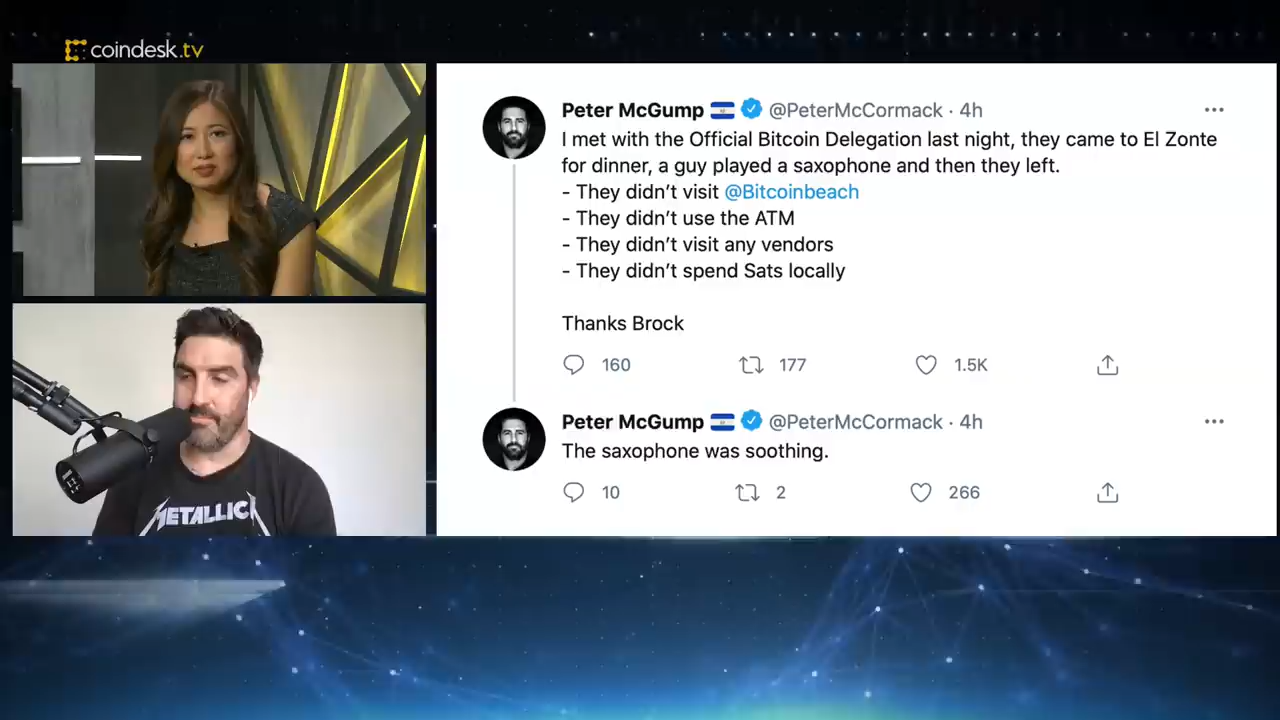 coindesk.tv
Peter McGump @PeterMcCormack · 4h
I met with the Official Bitcoin Delegation last night, they came to El Zonte
for dinner, a guy played a saxophone and then they left.
- They didn’t visit @Bitcoinbeach
- They didn’t use the ATM
- They didn’t visit any vendors
- They didn’t spend Sats locally
Thanks Brock
160 177 1.5K
Peter McGump @PeterMcCormack · 4h
The saxophone was soothing.
10 2 266
METALLICA